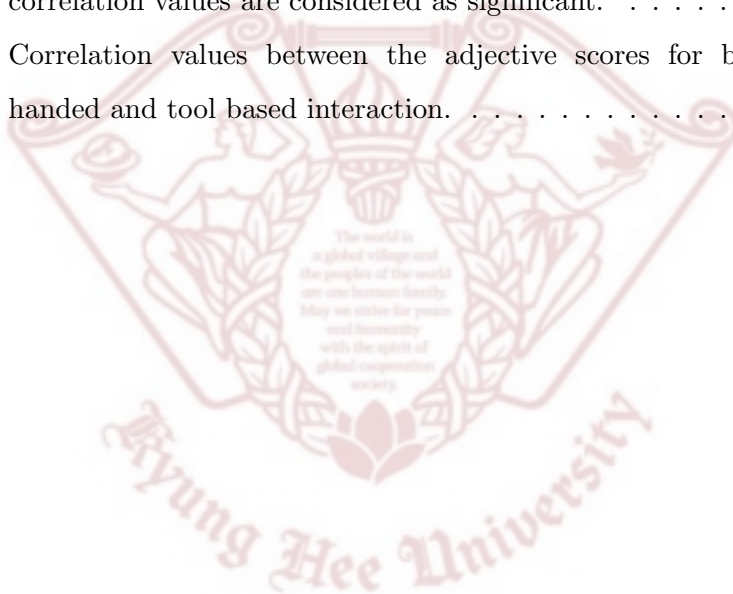 correlation values are considered as significant. . . . . . .
Correlation values between the adjective scores for b
handed and tool based interaction. . . . . . . . . . . . . .
The world is
a global village and
the peoples of the world
are one human family.
May we strive for peace
and humanity
with the spirit of
global cooperation
society.
Kyung Hee University